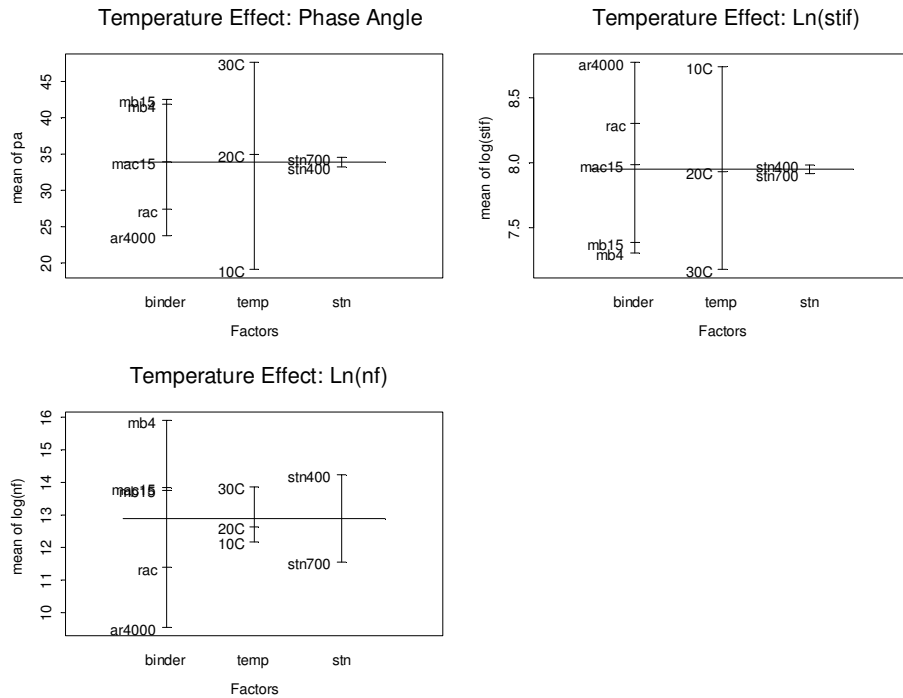 Temperature Effect: Phase Angle
mean of pa
45
40
35
30
25
20
mb15
mb4
mac15
rac
ar4000
30C
20C
10C
stn700
stn400
binder temp stn
Factors
Temperature Effect: Ln(stif)
mean of log(stif)
8.5
8.0
7.5
ar4000
rac
mac15
mb15
mb4
10C
20C
30C
stn400
stn700
binder temp stn
Factors
Temperature Effect: Ln(nf)
mean of log(nf)
16
15
14
13
12
11
10
mb4
mac15
mb15
rac
ar4000
30C
20C
10C
stn400
stn700
binder temp stn
Factors